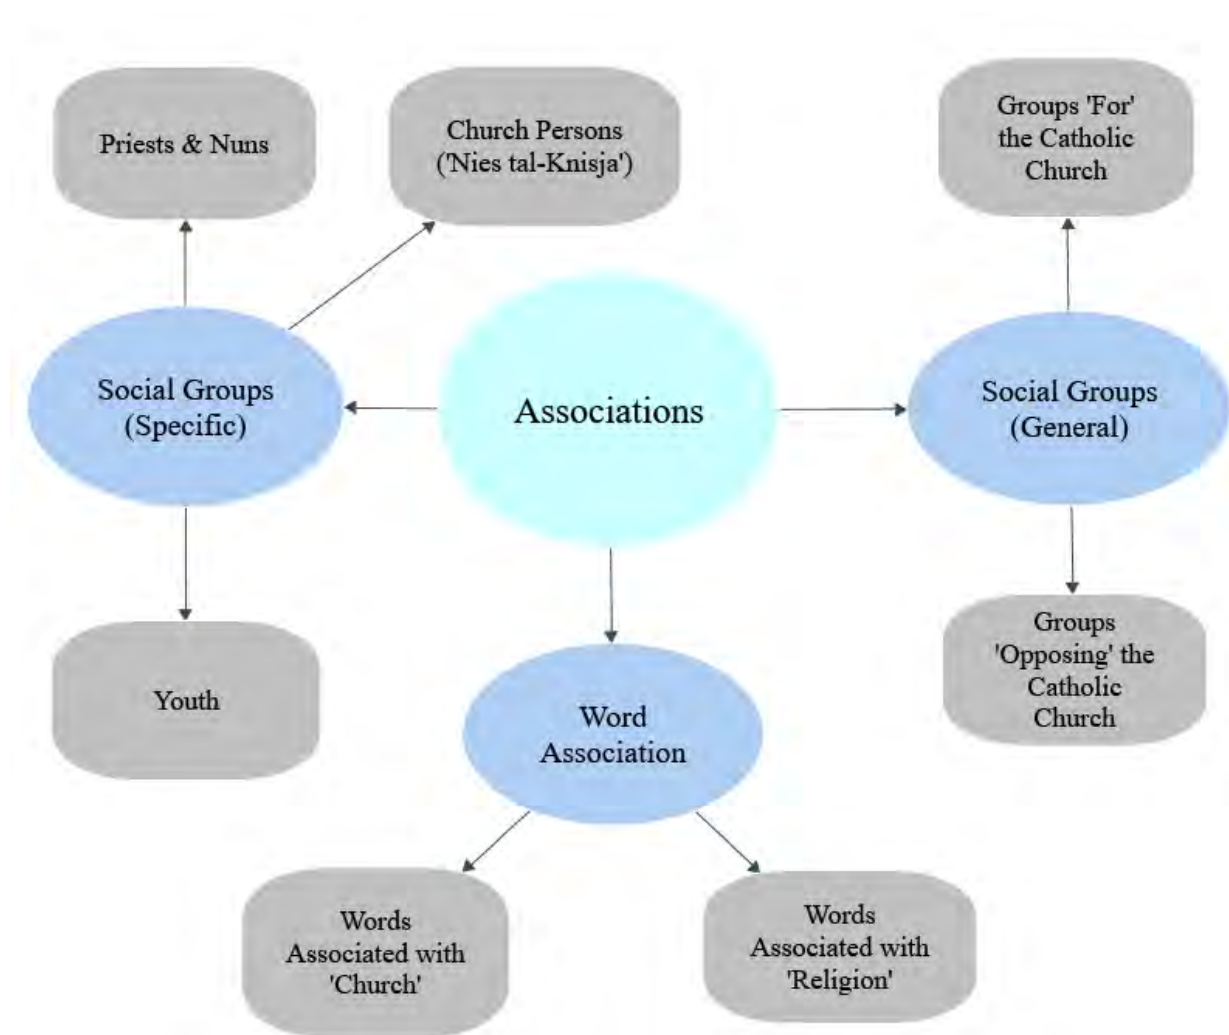 Priests & Nuns
Church Persons
('Nies tal-Knisja')
Groups 'For'
the Catholic
Church
Social Groups
(Specific)
Associations
Social Groups
(General)
Youth
Word
Association
Groups
'Opposing' the
Catholic
Church
Words
Associated with
'Church'
Words
Associated with
'Religion'